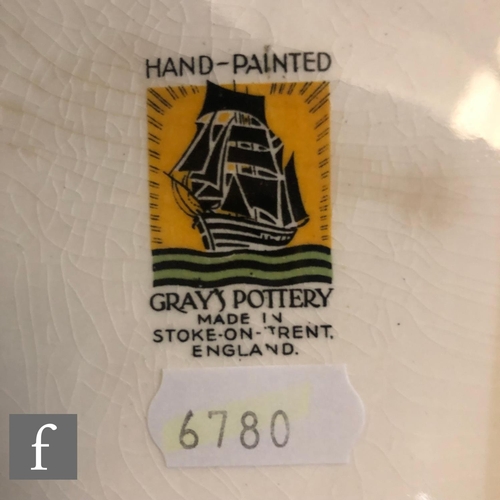 HAND-PAINTED
GRAY'S POTTERY
MADE IN
STOKE-ON-TRENT.
ENGLAND.
6780
f